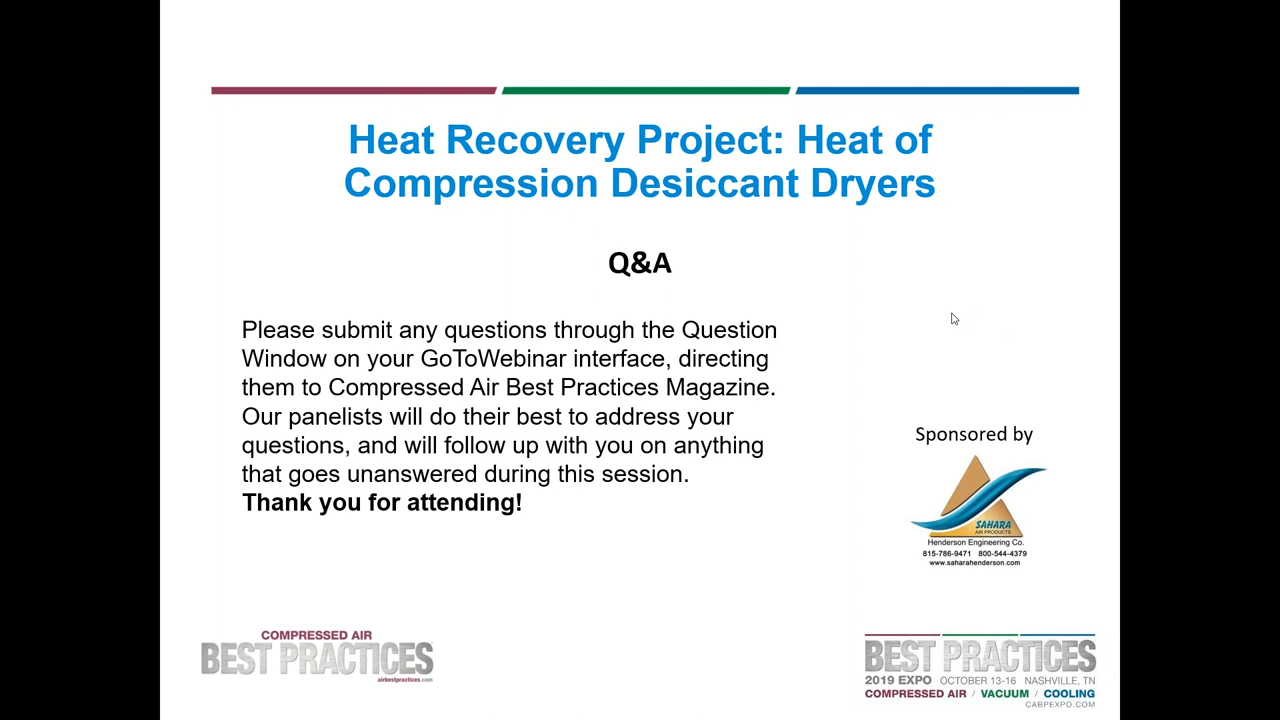 Heat Recovery Project: Heat of
Compression Desiccant Dryers
Q&A
Please submit any questions through the Question
Window on your GoToWebinar interface, directing
them to Compressed Air Best Practices Magazine.
Our panelists will do their best to address your
questions, and will follow up with you on anything
that goes unanswered during this session.
Thank you for attending!
Sponsored by
SAHARA
AIR PRODUCTS
Henderson Engineering Co.
815-786-9471 800-544-4379
www.saharahenderson.com
COMPRESSED AIR
BEST PRACTICES
airbestpractices.com
BEST PRACTICES
2019 EXPO OCTOBER 13-16 NASHVILLE, TN
COMPRESSED AIR / VACUUM / COOLING
CABPEXPO.COM